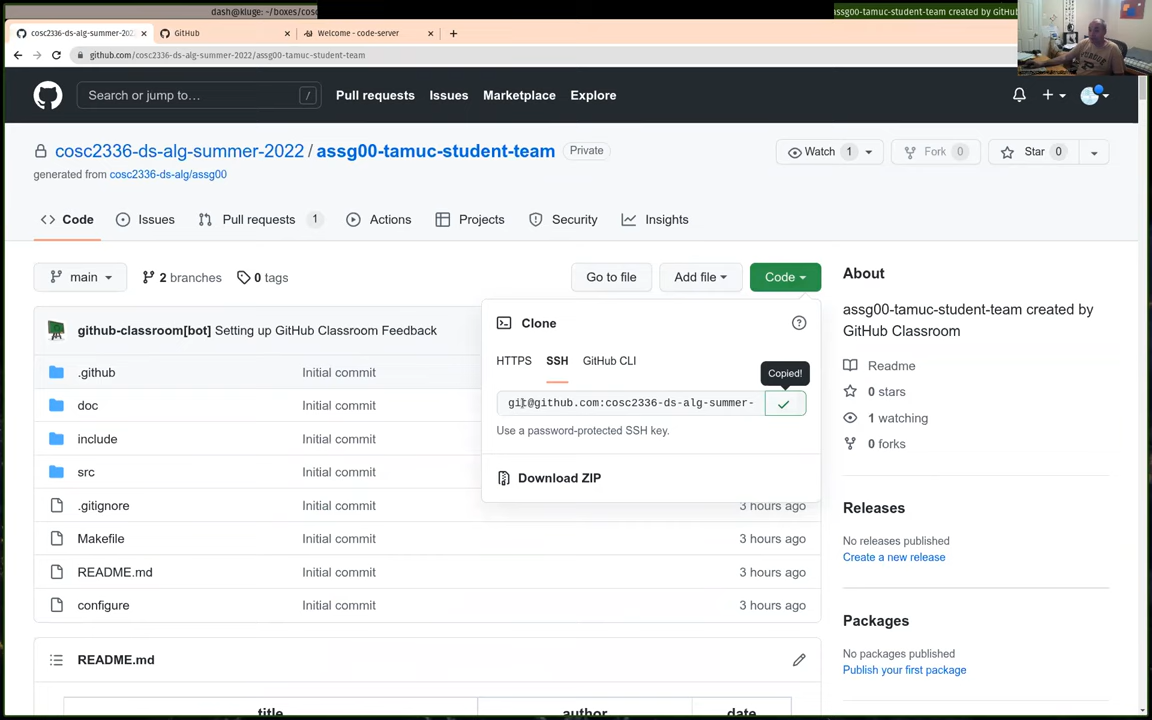 dash@kluge: ~/boxes/cosc
assg00-tamuc-student-team created by GitHub
cosc2336-ds-alg-summer-202
GitHub
Welcome - code-server
github.com/cosc2336-ds-alg-summer-2022/assg00-tamuc-student-team
Search or jump to…
/
Pull requests
Issues
Marketplace
Explore
cosc2336-ds-alg-summer-2022 / assg00-tamuc-student-team
Private
Watch 1
Fork 0
Star 0
generated from cosc2336-ds-alg/assg00
Code
Issues
Pull requests 1
Actions
Projects
Security
Insights
main
2 branches
0 tags
Go to file
Add file
Code
github-classroom[bot] Setting up GitHub Classroom Feedback
.github Initial commit
doc Initial commit
include Initial commit
src Initial commit
.gitignore Initial commit 3 hours ago
Makefile Initial commit 3 hours ago
README.md Initial commit 3 hours ago
configure Initial commit 3 hours ago
Clone
HTTPS
SSH
GitHub CLI
Copied!
git@github.com:cosc2336-ds-alg-summer-
Use a password-protected SSH key.
Download ZIP
README.md
title author date
About
assg00-tamuc-student-team created by
GitHub Classroom
Readme
0 stars
1 watching
0 forks
Releases
No releases published
Create a new release
Packages
No packages published
Publish your first package